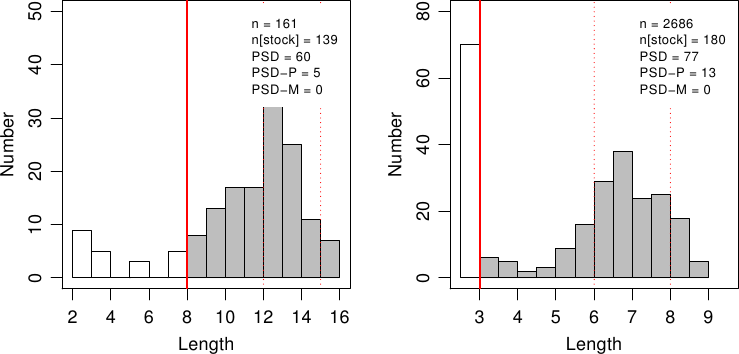 n = 161
n[stock] = 139
PSD = 60
PSD−P = 5
PSD−M = 0
Number
50
40
30
20
10
0
2 4 6 8 10 12 14 16
Length
n = 2686
n[stock] = 180
PSD = 77
PSD−P = 13
PSD−M = 0
Number
80
60
40
20
0
3 4 5 6 7 8 9
Length